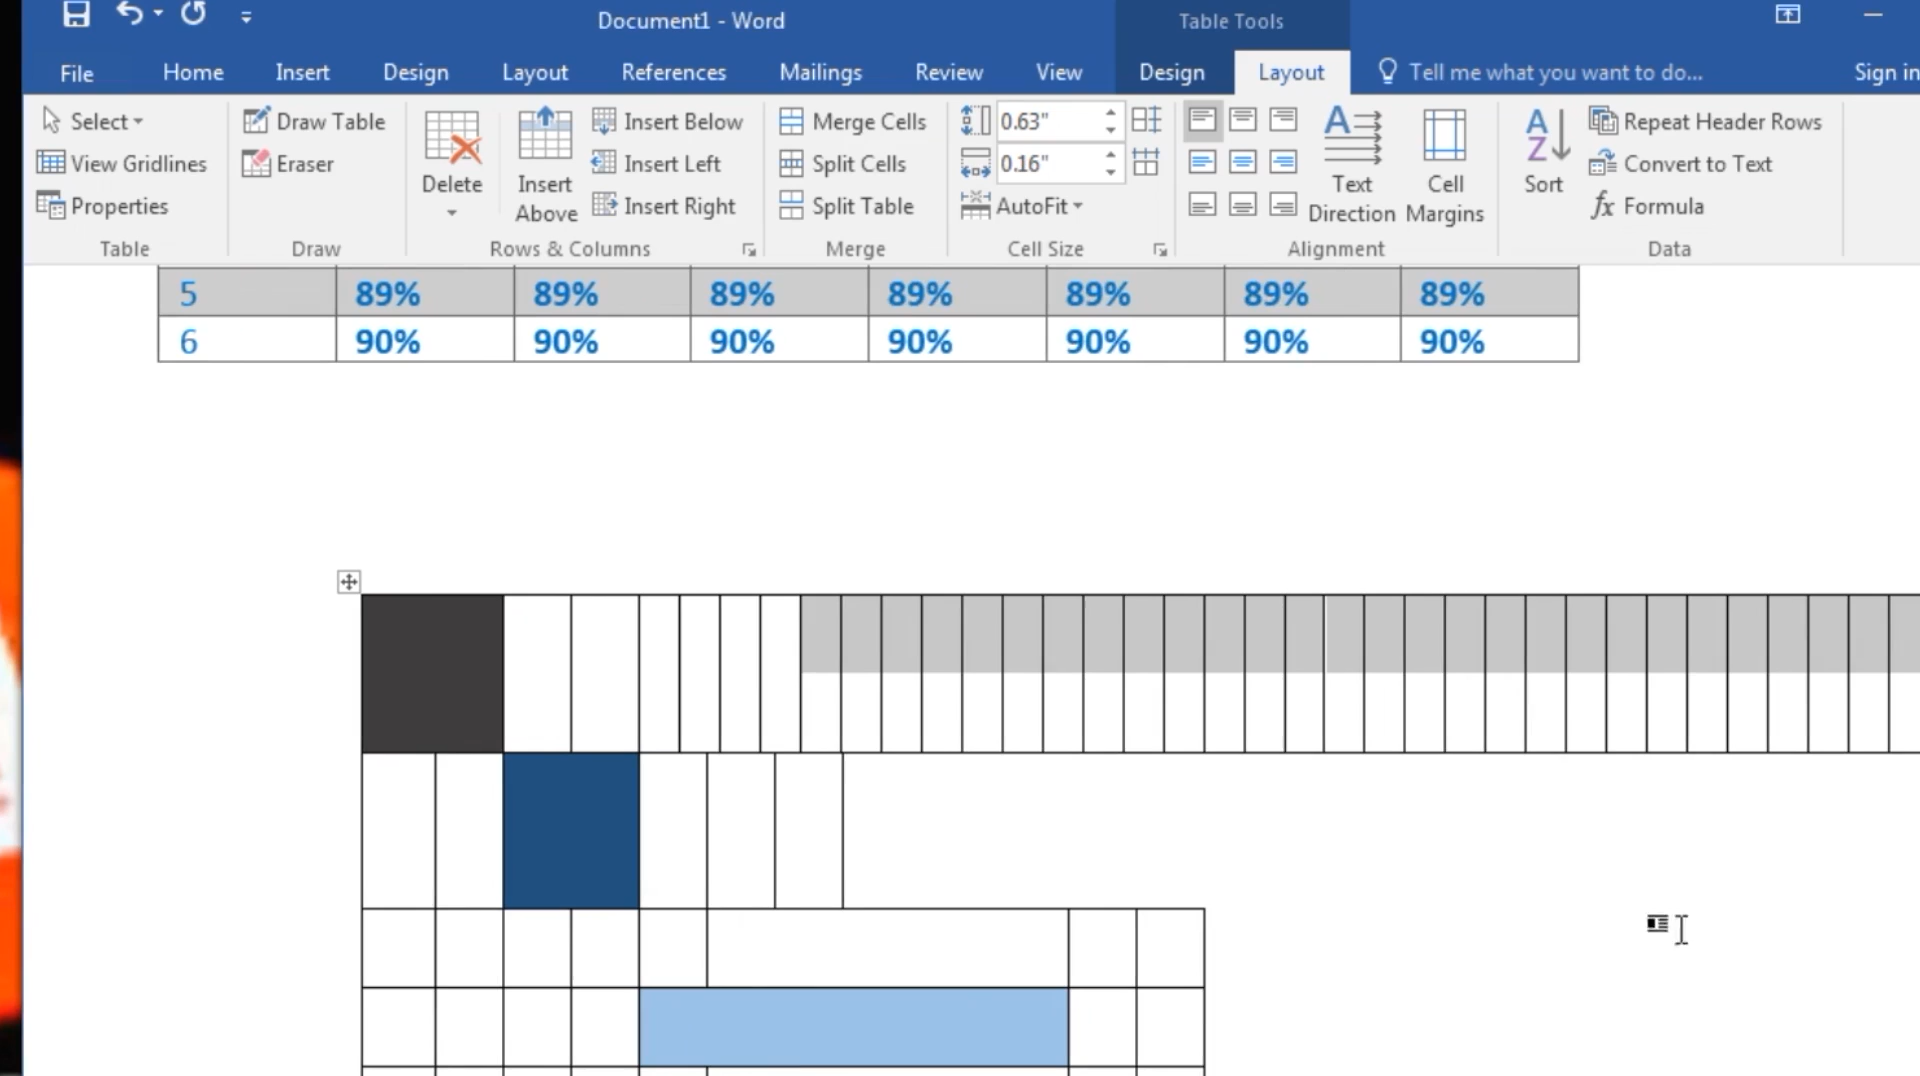 Document1 - Word
Table Tools
File Home Insert Design Layout References Mailings Review View Design Layout Tell me what you want to do... Sign in
Select Draw Table Insert Below Merge Cells 0.63" Repeat Header Rows
View Gridlines Eraser Insert Left Split Cells 0.16" Convert to Text
Delete Insert Above Text Direction Cell Margins Sort
Properties Insert Right Split Table AutoFit fx Formula
Table Draw Rows & Columns Merge Cell Size Alignment Data
5 89% 89% 89% 89% 89% 89% 89%
6 90% 90% 90% 90% 90% 90% 90%